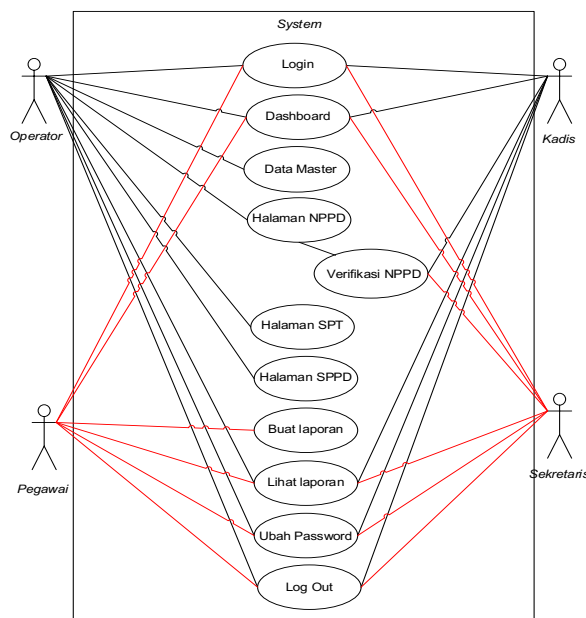 System
Login
Operator
Kadis
Dashboard
Data Master
Halaman NPPD
Verifikasi NPPD
Halaman SPT
Halaman SPPD
Buat laporan
Pegawai
Sekretaris
Lihat laporan
Ubah Password
Log Out